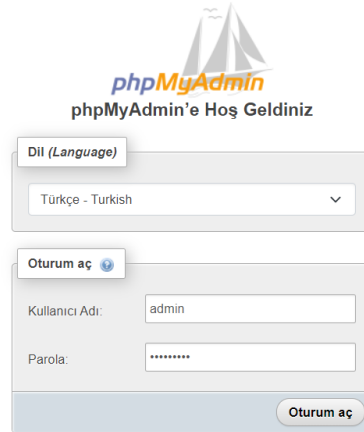 phpMyAdmin
phpMyAdmin'e Hoş Geldiniz
Dil (Language)
Türkçe - Turkish
Oturum aç
Kullanıcı Adı:
admin
Parola:
•••••••••
Oturum aç